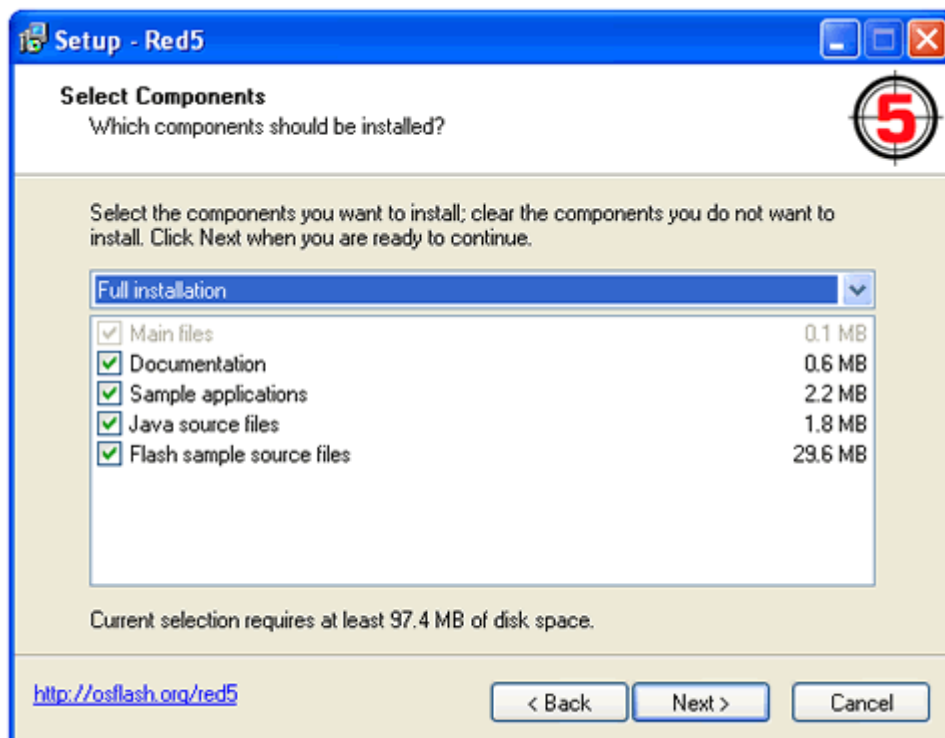 Setup - Red5
Select Components
Which components should be installed?
5
Select the components you want to install; clear the components you do not want to
install. Click Next when you are ready to continue.
Full installation
Main files 0.1 MB
Documentation 0.6 MB
Sample applications 2.2 MB
Java source files 1.8 MB
Flash sample source files 29.6 MB
Current selection requires at least 97.4 MB of disk space.
http://osflash.org/red5
< Back Next > Cancel